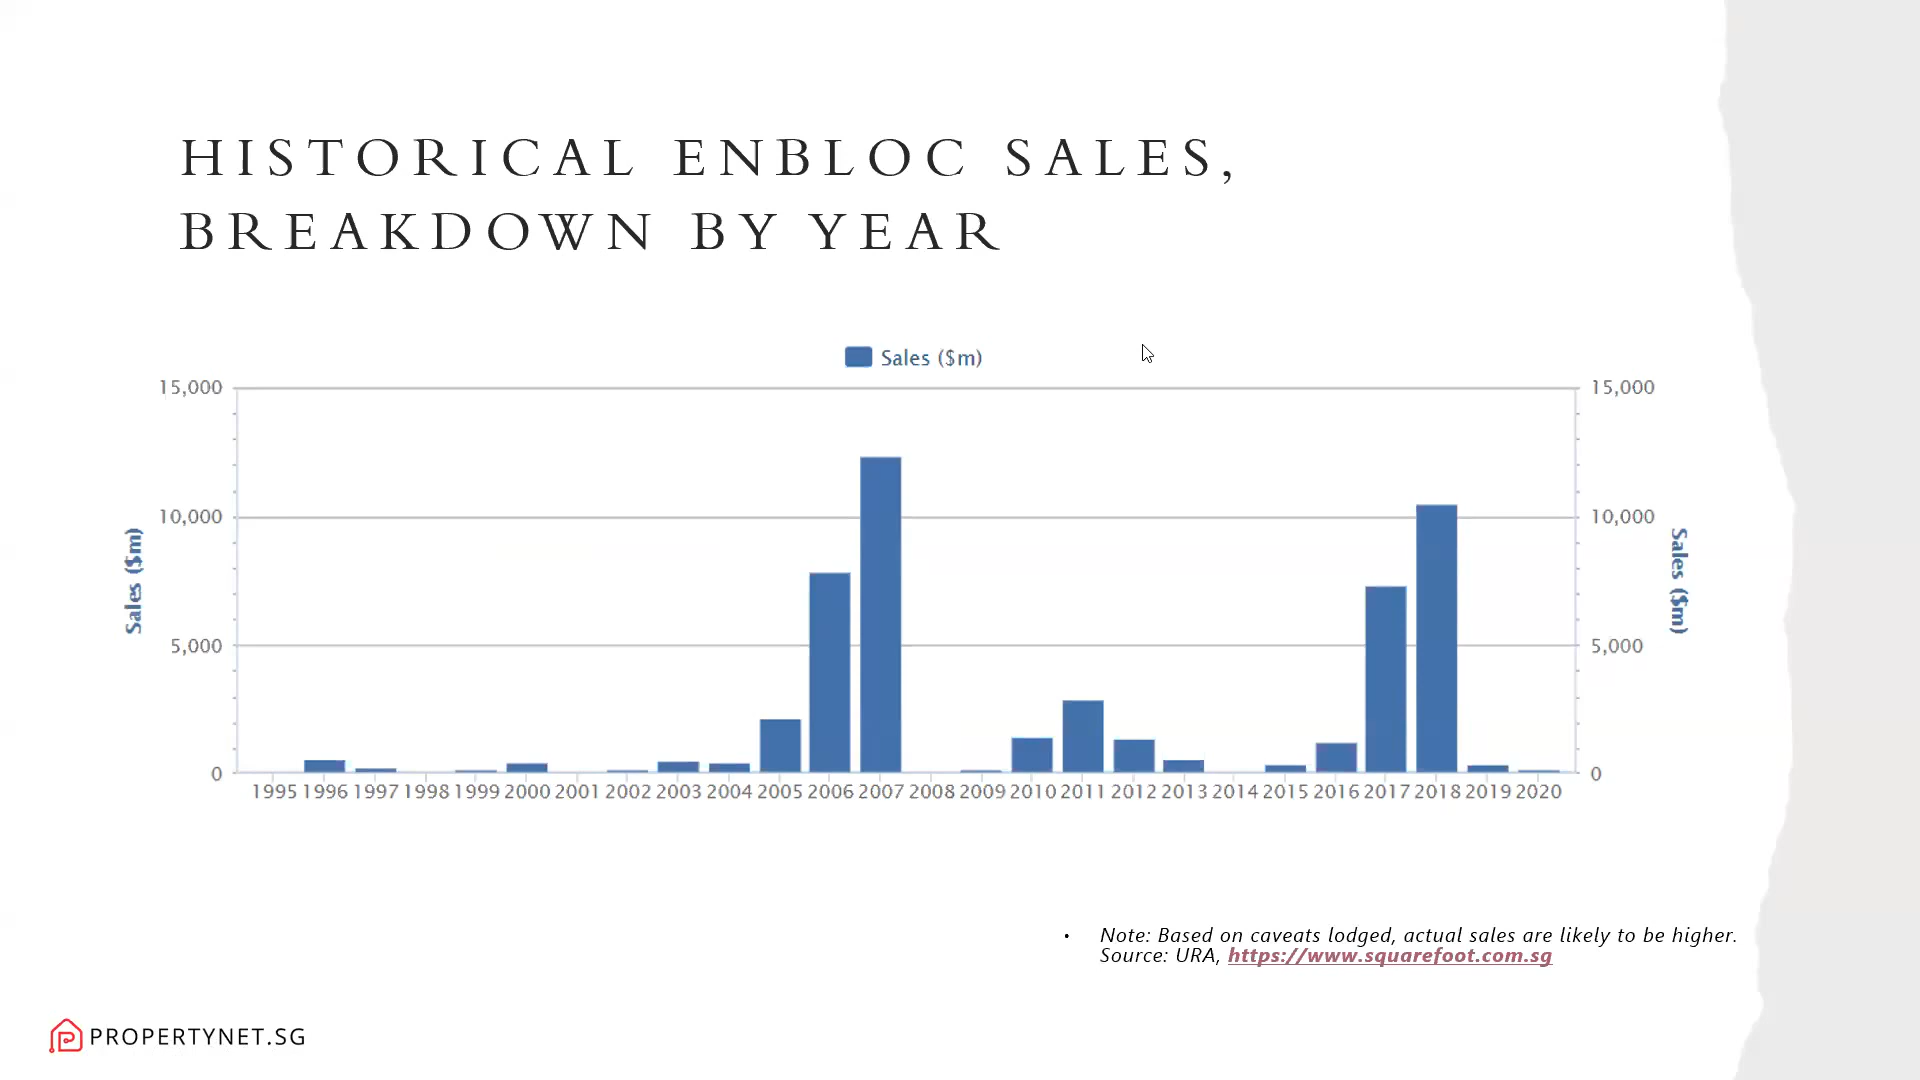 HISTORICAL ENBLOC SALES,
BREAKDOWN BY YEAR
Sales ($m)
15,000
15,000
10,000
10,000
Sales ($m)
Sales ($m)
5,000
5,000
0
0
1995 1996 1997 1998 1999 2000 2001 2002 2003 2004 2005 2006 2007 2008 2009 2010 2011 2012 2013 2014 2015 2016 2017 2018 2019 2020
• Note: Based on caveats lodged, actual sales are likely to be higher.
Source: URA, https://www.squarefoot.com.sg
PROPERTYNET.SG